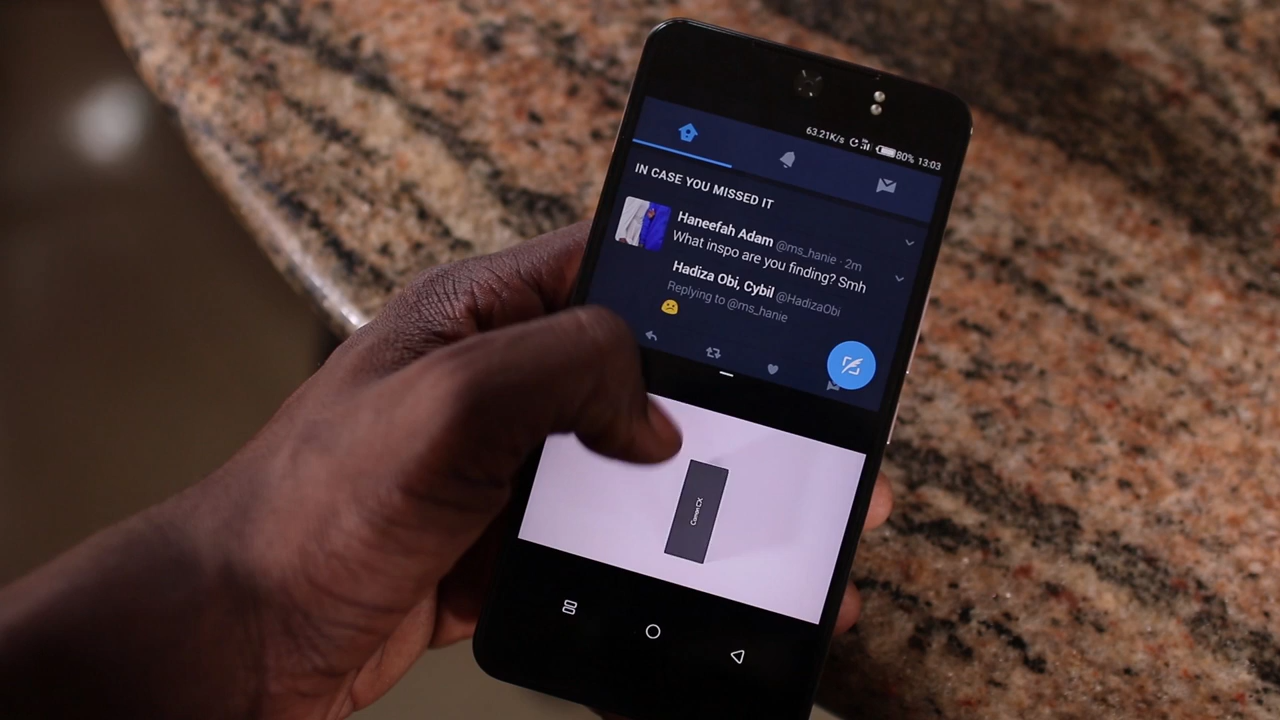 63.21K/s 80% 13:03
IN CASE YOU MISSED IT
Haneefah Adam @ms_hanie · 2m
What inspo are you finding? Smh
Hadiza Obi, Cybil @HadizaObi
Replying to @ms_hanie
Camon CX